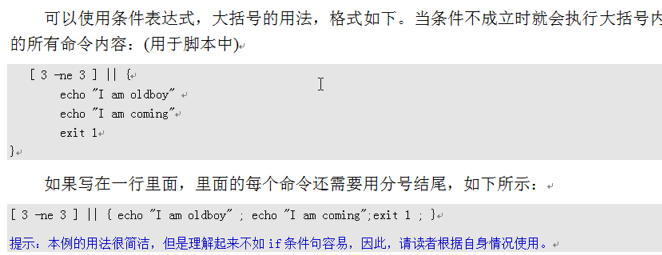 可以使用条件表达式，大括号的用法，格式如下。当条件不成立时就会执行大括号内
的所有命令内容：(用于脚本中)
[ 3 -ne 3 ] || {
echo "I am oldboy"
echo "I am coming"
exit 1
}
如果写在一行里面，里面的每个命令还需要用分号结尾，如下所示：
[ 3 -ne 3 ] || { echo "I am oldboy" ; echo "I am coming";exit 1 ; }
提示：本例的用法很简洁，但是理解起来不如 if 条件句容易，因此，请读者根据自身情况使用。